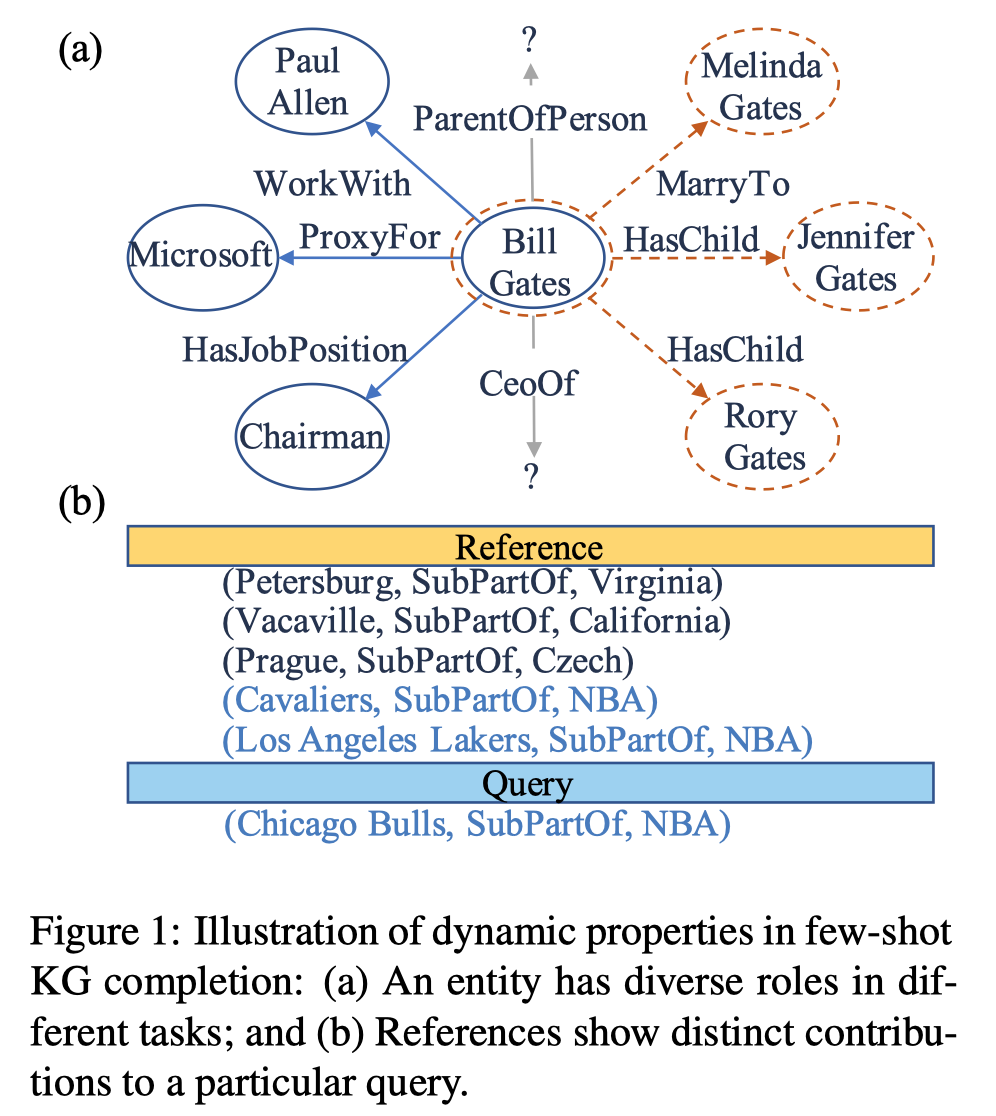 (a)
?
Paul
Allen
Melinda
Gates
ParentOfPerson
WorkWith
MarryTo
Microsoft
ProxyFor
Bill
Gates
HasChild
Jennifer
Gates
HasJobPosition
HasChild
CeoOf
Chairman
Rory
Gates
?
(b)
Reference
(Petersburg, SubPartOf, Virginia)
(Vacaville, SubPartOf, California)
(Prague, SubPartOf, Czech)
(Cavaliers, SubPartOf, NBA)
(Los Angeles Lakers, SubPartOf, NBA)
Query
(Chicago Bulls, SubPartOf, NBA)
Figure 1: Illustration of dynamic properties in few-shot
KG completion: (a) An entity has diverse roles in dif-
ferent tasks; and (b) References show distinct contribu-
tions to a particular query.